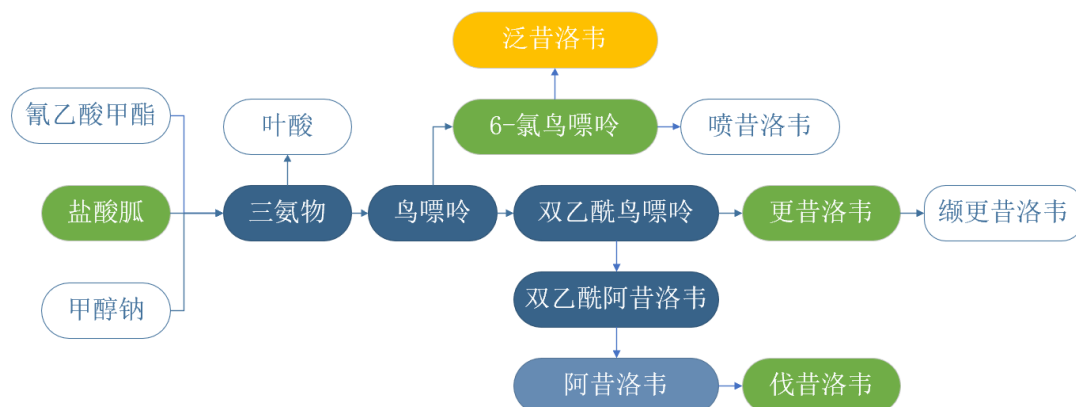 泛昔洛韦
氰乙酸甲酯
叶酸
6-氯鸟嘌呤
喷昔洛韦
盐酸胍
三氨物
鸟嘌呤
双乙酰鸟嘌呤
更昔洛韦
缬更昔洛韦
甲醇钠
双乙酰阿昔洛韦
阿昔洛韦
伐昔洛韦